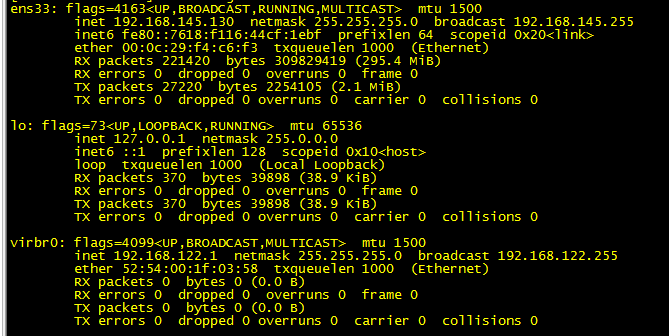 ens33: flags=4163<UP,BROADCAST,RUNNING,MULTICAST>  mtu 1500
        inet 192.168.145.130  netmask 255.255.255.0  broadcast 192.168.145.255
        inet6 fe80::7618:f116:44cf:1ebf  prefixlen 64  scopeid 0x20<link>
        ether 00:0c:29:f4:c6:f3  txqueuelen 1000  (Ethernet)
        RX packets 221420  bytes 309829419 (295.4 MiB)
        RX errors 0  dropped 0  overruns 0  frame 0
        TX packets 27220  bytes 2254105 (2.1 MiB)
        TX errors 0  dropped 0 overruns 0  carrier 0  collisions 0

lo: flags=73<UP,LOOPBACK,RUNNING>  mtu 65536
        inet 127.0.0.1  netmask 255.0.0.0
        inet6 ::1  prefixlen 128  scopeid 0x10<host>
        loop  txqueuelen 1000  (Local Loopback)
        RX packets 370  bytes 39898 (38.9 KiB)
        RX errors 0  dropped 0  overruns 0  frame 0
        TX packets 370  bytes 39898 (38.9 KiB)
        TX errors 0  dropped 0 overruns 0  carrier 0  collisions 0

virbr0: flags=4099<UP,BROADCAST,MULTICAST>  mtu 1500
        inet 192.168.122.1  netmask 255.255.255.0  broadcast 192.168.122.255
        ether 52:54:00:1f:03:58  txqueuelen 1000  (Ethernet)
        RX packets 0  bytes 0 (0.0 B)
        RX errors 0  dropped 0  overruns 0  frame 0
        TX packets 0  bytes 0 (0.0 B)
        TX errors 0  dropped 0 overruns 0  carrier 0  collisions 0